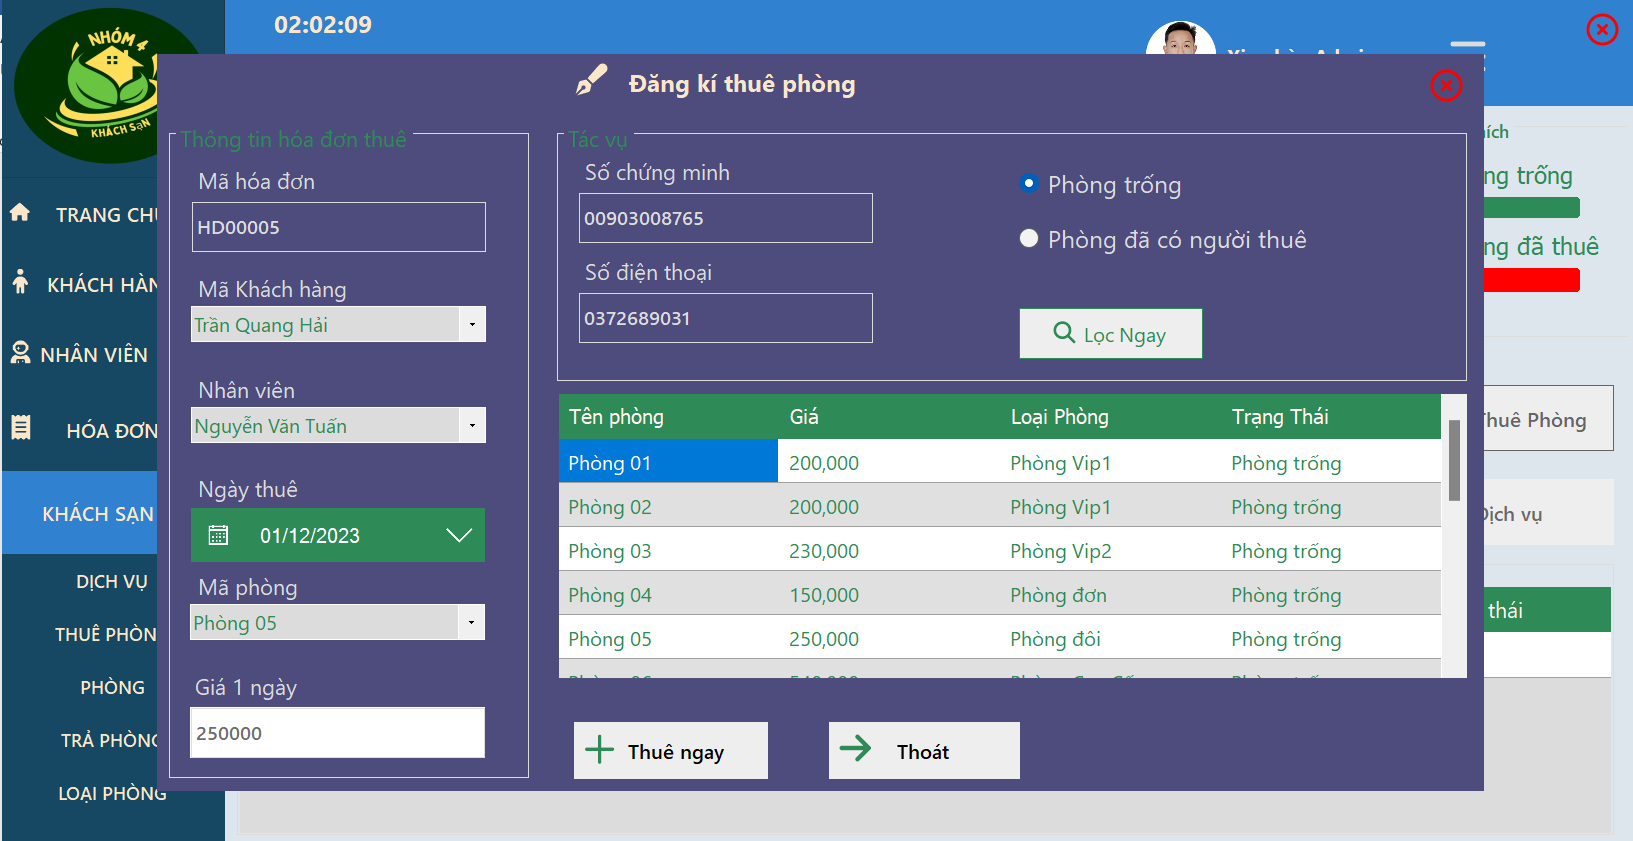 02:02:09
NHÓM 4
KHÁCH SẠN
TRANG CHỦ
KHÁCH HÀN
NHÂN VIÊN
HÓA ĐƠN
KHÁCH SẠN
DỊCH VỤ
THUÊ PHÒN
PHÒNG
TRẢ PHÒNG
LOẠI PHÒNG
Đăng kí thuê phòng
Thông tin hóa đơn thuê
Mã hóa đơn
HD00005
Mã Khách hàng
Trần Quang Hải
Nhân viên
Nguyễn Văn Tuấn
Ngày thuê
01/12/2023
Mã phòng
Phòng 05
Giá 1 ngày
250000
Tác vụ
Số chứng minh
00903008765
Số điện thoại
0372689031
Phòng trống
Phòng đã có người thuê
Lọc Ngay
Tên phòng Giá Loại Phòng Trạng Thái
Phòng 01 200,000 Phòng Vip1 Phòng trống
Phòng 02 200,000 Phòng Vip1 Phòng trống
Phòng 03 230,000 Phòng Vip2 Phòng trống
Phòng 04 150,000 Phòng đơn Phòng trống
Phòng 05 250,000 Phòng đôi Phòng trống
Thuê ngay
Thoát
ng trống
ng đã thuê
Thuê Phòng
Dịch vụ
thái